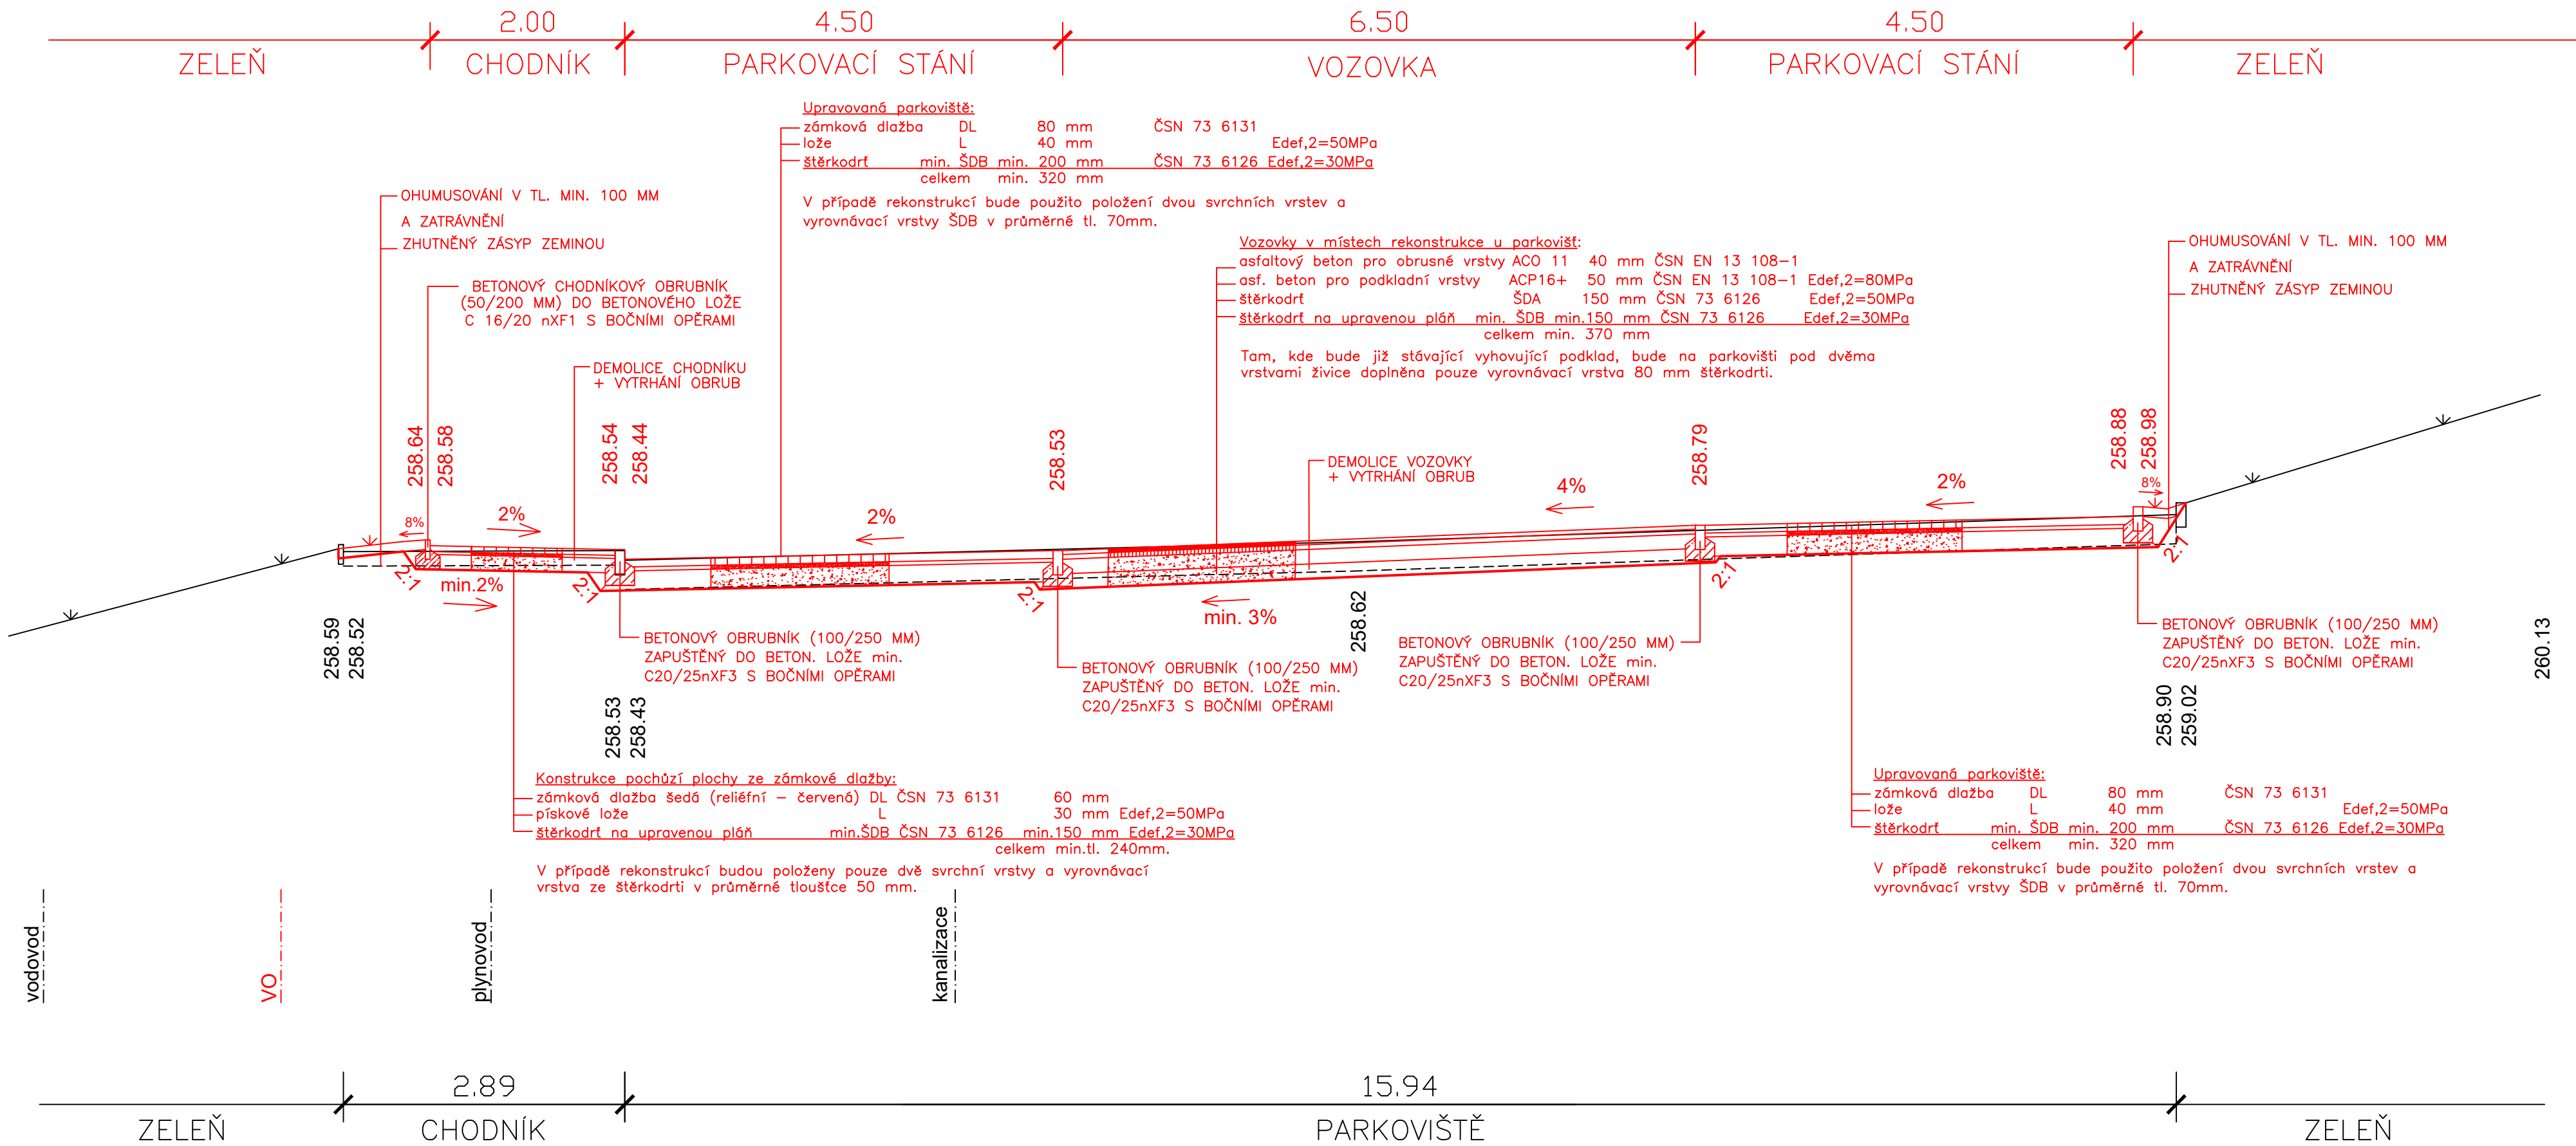 2.00 4.50 6.50 4.50
ZELEŇ CHODNÍK PARKOVACÍ STÁNÍ VOZOVKA PARKOVACÍ STÁNÍ ZELEŇ
Upravovaná parkoviště:
zámková dlažba DL 80 mm ČSN 73 6131
lože L 40 mm Edef,2=50MPa
štěrkodrť min. ŠDB min. 200 mm ČSN 73 6126 Edef,2=30MPa
celkem min. 320 mm
V případě rekonstrukcí bude použito položení dvou svrchních vrstev a
vyrovnávací vrstvy ŠDB v průměrné tl. 70mm.
OHUMUSOVÁNÍ V TL. MIN. 100 MM
A ZATRÁVNĚNÍ
ZHUTNĚNÝ ZÁSYP ZEMINOU
BETONOVÝ CHODNÍKOVÝ OBRUBNÍK
(50/200 MM) DO BETONOVÉHO LOŽE
C 16/20 nXF1 S BOČNÍMI OPĚRAMI
DEMOLICE CHODNÍKU
+ VYTRHÁNÍ OBRUB
Vozovky v místech rekonstrukce u parkovišť:
asfaltový beton pro obrusné vrstvy ACO 11 40 mm ČSN EN 13 108-1
asf. beton pro podkladní vrstvy ACP16+ 50 mm ČSN EN 13 108-1 Edef,2=80MPa
štěrkodrť ŠDA 150 mm ČSN 73 6126 Edef,2=50MPa
štěrkodrť na upravenou pláň min. ŠDB min.150 mm ČSN 73 6126 Edef,2=30MPa
celkem min. 370 mm
Tam, kde bude již stávající vyhovující podklad, bude na parkovišti pod dvěma
vrstvami živice doplněna pouze vyrovnávací vrstva 80 mm štěrkodrti.
OHUMUSOVÁNÍ V TL. MIN. 100 MM
A ZATRÁVNĚNÍ
ZHUTNĚNÝ ZÁSYP ZEMINOU
DEMOLICE VOZOVKY
+ VYTRHÁNÍ OBRUB
258.64
258.58
258.54
258.44
258.53
258.79
258.88
258.98
8%
2%
2%
4%
2%
8%
2:1
min.2%
2:1
2:1
min. 3%
2:1
2:1
258.59
258.52
258.53
258.43
258.62
258.90
259.02
260.13
BETONOVÝ OBRUBNÍK (100/250 MM)
ZAPUŠTĚNÝ DO BETON. LOŽE min.
C20/25nXF3 S BOČNÍMI OPĚRAMI
BETONOVÝ OBRUBNÍK (100/250 MM)
ZAPUŠTĚNÝ DO BETON. LOŽE min.
C20/25nXF3 S BOČNÍMI OPĚRAMI
BETONOVÝ OBRUBNÍK (100/250 MM)
ZAPUŠTĚNÝ DO BETON. LOŽE min.
C20/25nXF3 S BOČNÍMI OPĚRAMI
BETONOVÝ OBRUBNÍK (100/250 MM)
ZAPUŠTĚNÝ DO BETON. LOŽE min.
C20/25nXF3 S BOČNÍMI OPĚRAMI
Konstrukce pochůzí plochy ze zámkové dlažby:
zámková dlažba šedá (reliéfní - červená) DL ČSN 73 6131 60 mm
pískové lože L 30 mm Edef,2=50MPa
štěrkodrť na upravenou pláň min.ŠDB ČSN 73 6126 min.150 mm Edef,2=30MPa
celkem min.tl. 240mm.
V případě rekonstrukcí budou položeny pouze dvě svrchní vrstvy a vyrovnávací
vrstva ze štěrkodrti v průměrné tloušťce 50 mm.
Upravovaná parkoviště:
zámková dlažba DL 80 mm ČSN 73 6131
lože L 40 mm Edef,2=50MPa
štěrkodrť min. ŠDB min. 200 mm ČSN 73 6126 Edef,2=30MPa
celkem min. 320 mm
V případě rekonstrukcí bude použito položení dvou svrchních vrstev a
vyrovnávací vrstvy ŠDB v průměrné tl. 70mm.
vodovod
VO
plynovod
kanalizace
2.89 15.94
ZELEŇ CHODNÍK PARKOVIŠTĚ ZELEŇ